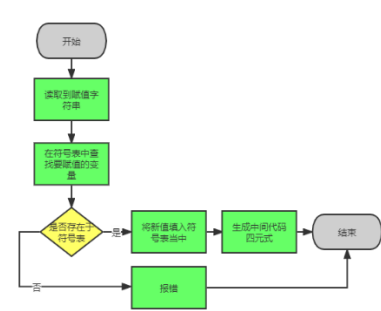 开始
读取到赋值字
符串
在符号表中查
找要赋值的变
量
是否存在于
符号表
是
将新值填入符
号表当中
生成中间代码
四元式
结束
否
报错